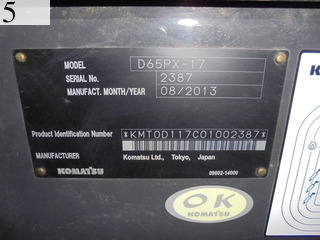 5
MODEL D65PX-17
SERIAL No. 2387
MANUFACT. MONTH/YEAR 08/2013
Product Identification Number *KMT0D117C01002387*
MANUFACTURER Komatsu Ltd., Tokyo, Japan
KOMATSU 09602-14000
OK
KOMATSU
K